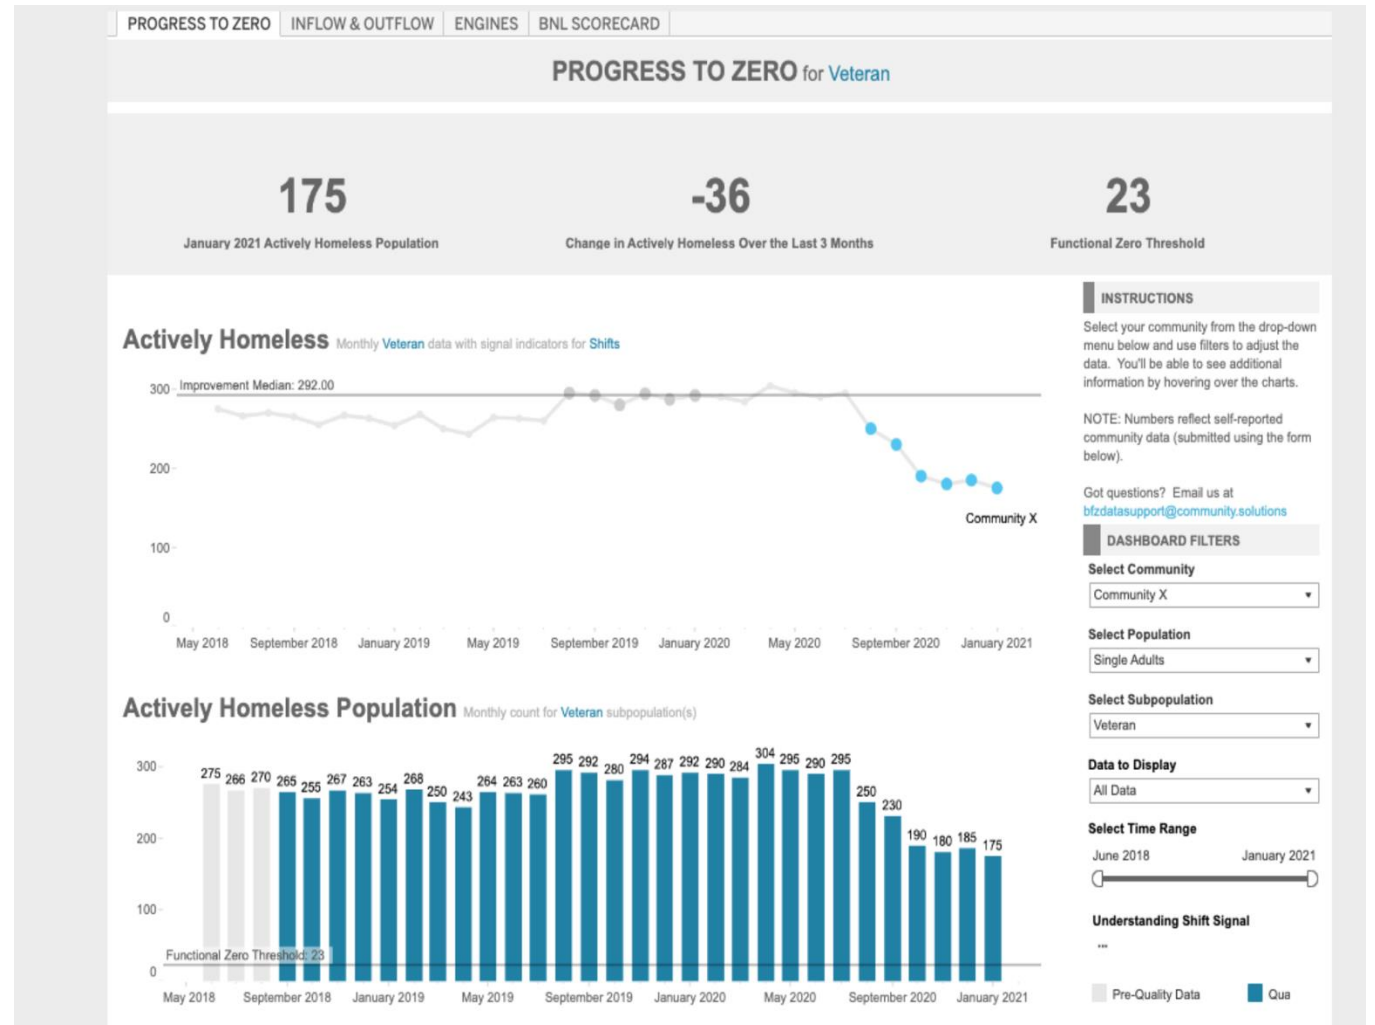 PROGRESS TO ZERO INFLOW & OUTFLOW ENGINES BNL SCORECARD
PROGRESS TO ZERO for Veteran
175 -36 23
January 2021 Actively Homeless Population Change in Actively Homeless Over the Last 3 Months Functional Zero Threshold
Actively Homeless Monthly Veteran data with signal indicators for Shifts
300 Improvement Median: 292.00
200
100
0
Community X
May 2018 September 2018 January 2019 May 2019 September 2019 January 2020 May 2020 September 2020 January 2021
Actively Homeless Population Monthly count for Veteran subpopulation(s)
300
200
100
0
275 266 270 265 255 267 263 254 268 250 243 264 263 260 295 292 280 294 287 292 290 284 304 295 290 295 250 230 190 180 185 175
Functional Zero Threshold: 23
May 2018 September 2018 January 2019 May 2019 September 2019 January 2020 May 2020 September 2020 January 2021
INSTRUCTIONS
Select your community from the drop-down
menu below and use filters to adjust the
data. You'll be able to see additional
information by hovering over the charts.
NOTE: Numbers reflect self-reported
community data (submitted using the form
below).
Got questions? Email us at
bfzdatasupport@community.solutions
DASHBOARD FILTERS
Select Community
Community X
Select Population
Single Adults
Select Subpopulation
Veteran
Data to Display
All Data
Select Time Range
June 2018 January 2021
Understanding Shift Signal
...
Pre-Quality Data Qua